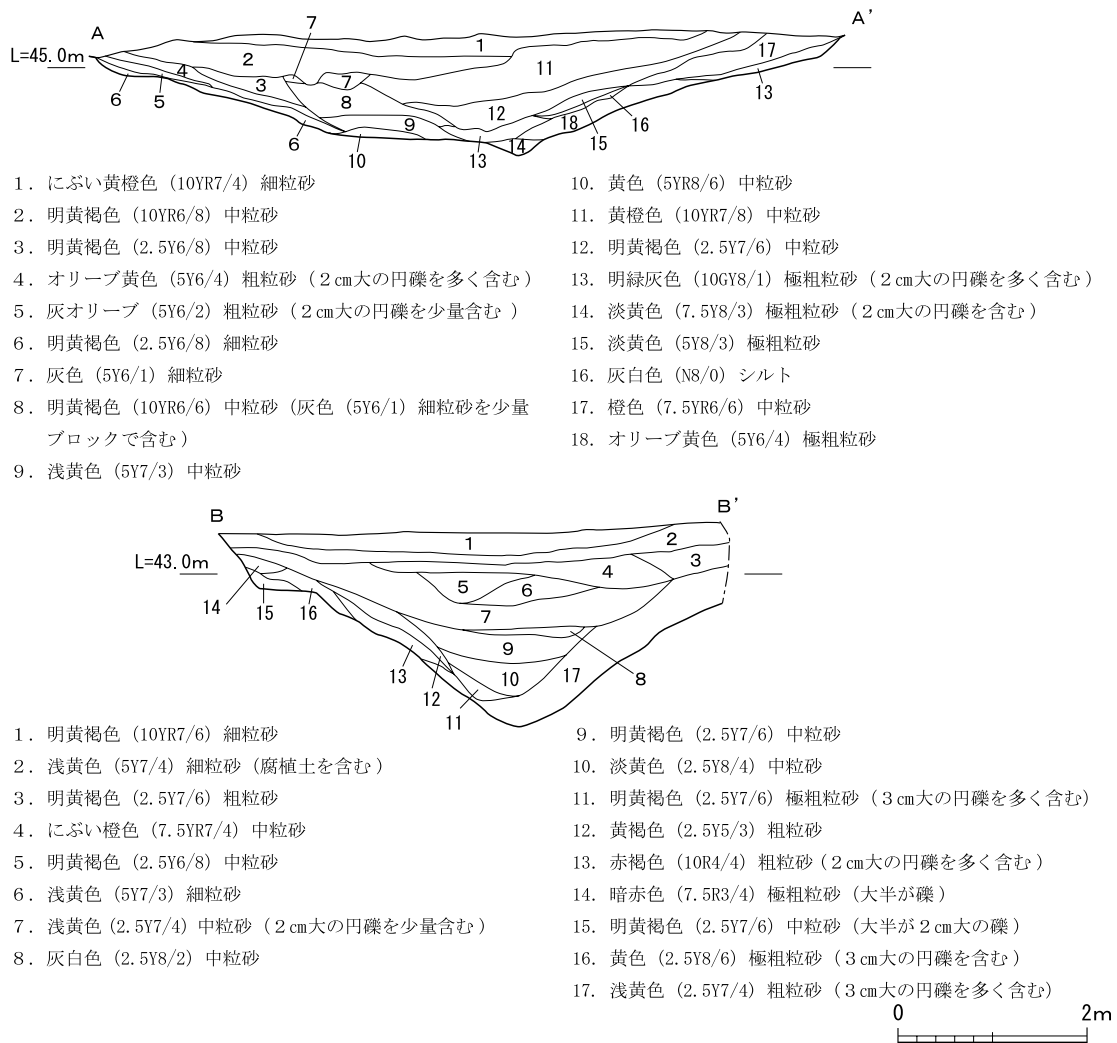 A A'
L=45.0m
7
1
2
17
11
4
7
3
13
8
6 5
12
16
9
18
15
6
14
10
13
1．にぶい黄橙色（10YR7/4）細粒砂
2．明黄褐色（10YR6/8）中粒砂
3．明黄褐色（2.5Y6/8）中粒砂
4．オリーブ黄色（5Y6/4）粗粒砂（2㎝大の円礫を多く含む）
5．灰オリーブ（5Y6/2）粗粒砂（2㎝大の円礫を少量含む）
6．明黄褐色（2.5Y6/8）細粒砂
7．灰色（5Y6/1）細粒砂
8．明黄褐色（10YR6/6）中粒砂（灰色（5Y6/1）細粒砂を少量
ブロックで含む）
9．浅黄色（5Y7/3）中粒砂
10．黄色（5YR8/6）中粒砂
11．黄橙色（10YR7/8）中粒砂
12．明黄褐色（2.5Y7/6）中粒砂
13．明緑灰色（10GY8/1）極粗粒砂（2㎝大の円礫を多く含む）
14．淡黄色（7.5Y8/3）極粗粒砂（2㎝大の円礫を含む）
15．淡黄色（5Y8/3）極粗粒砂
16．灰白色（N8/0）シルト
17．橙色（7.5YR6/6）中粒砂
18．オリーブ黄色（5Y6/4）極粗粒砂
B B'
L=43.0m
1
2
3
4
5
6
14
15
16
7
9
8
13
10
17
12
11
1．明黄褐色（10YR7/6）細粒砂
2．浅黄色（5Y7/4）細粒砂（腐植土を含む）
3．明黄褐色（2.5Y7/6）粗粒砂
4．にぶい橙色（7.5YR7/4）中粒砂
5．明黄褐色（2.5Y6/8）中粒砂
6．浅黄色（5Y7/3）細粒砂
7．浅黄色（2.5Y7/4）中粒砂（2㎝大の円礫を少量含む）
8．灰白色（2.5Y8/2）中粒砂
9．明黄褐色（2.5Y7/6）中粒砂
10．淡黄色（2.5Y8/4）中粒砂
11．明黄褐色（2.5Y7/6）極粗粒砂（3㎝大の円礫を多く含む）
12．黄褐色（2.5Y5/3）粗粒砂
13．赤褐色（10R4/4）粗粒砂（2㎝大の円礫を多く含む）
14．暗赤色（7.5R3/4）極粗粒砂（大半が礫）
15．明黄褐色（2.5Y7/6）中粒砂（大半が2㎝大の礫）
16．黄色（2.5Y8/6）極粗粒砂（3㎝大の円礫を含む）
17．浅黄色（2.5Y7/4）粗粒砂（3㎝大の円礫を多く含む）
0 2m